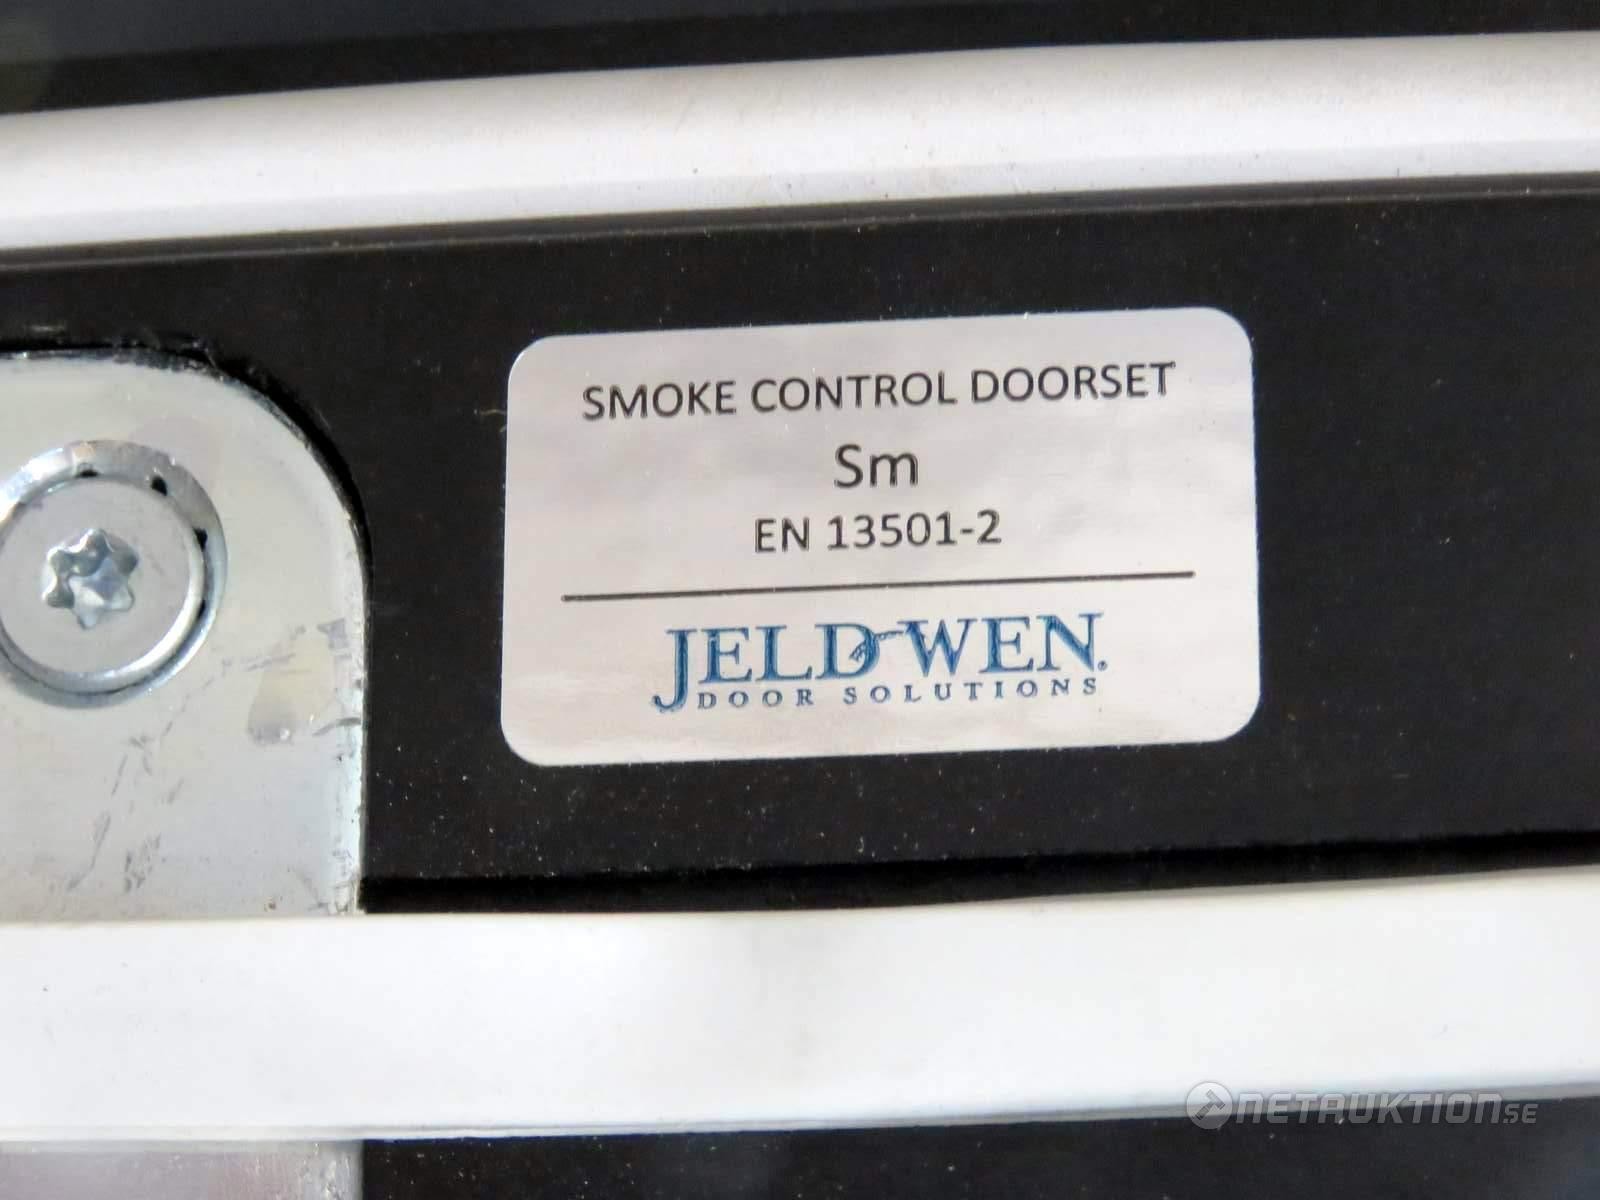 SMOKE CONTROL DOORSET
Sm
EN 13501-2
JELD-WEN®
DOOR SOLUTIONS
NETAUKTION.SE